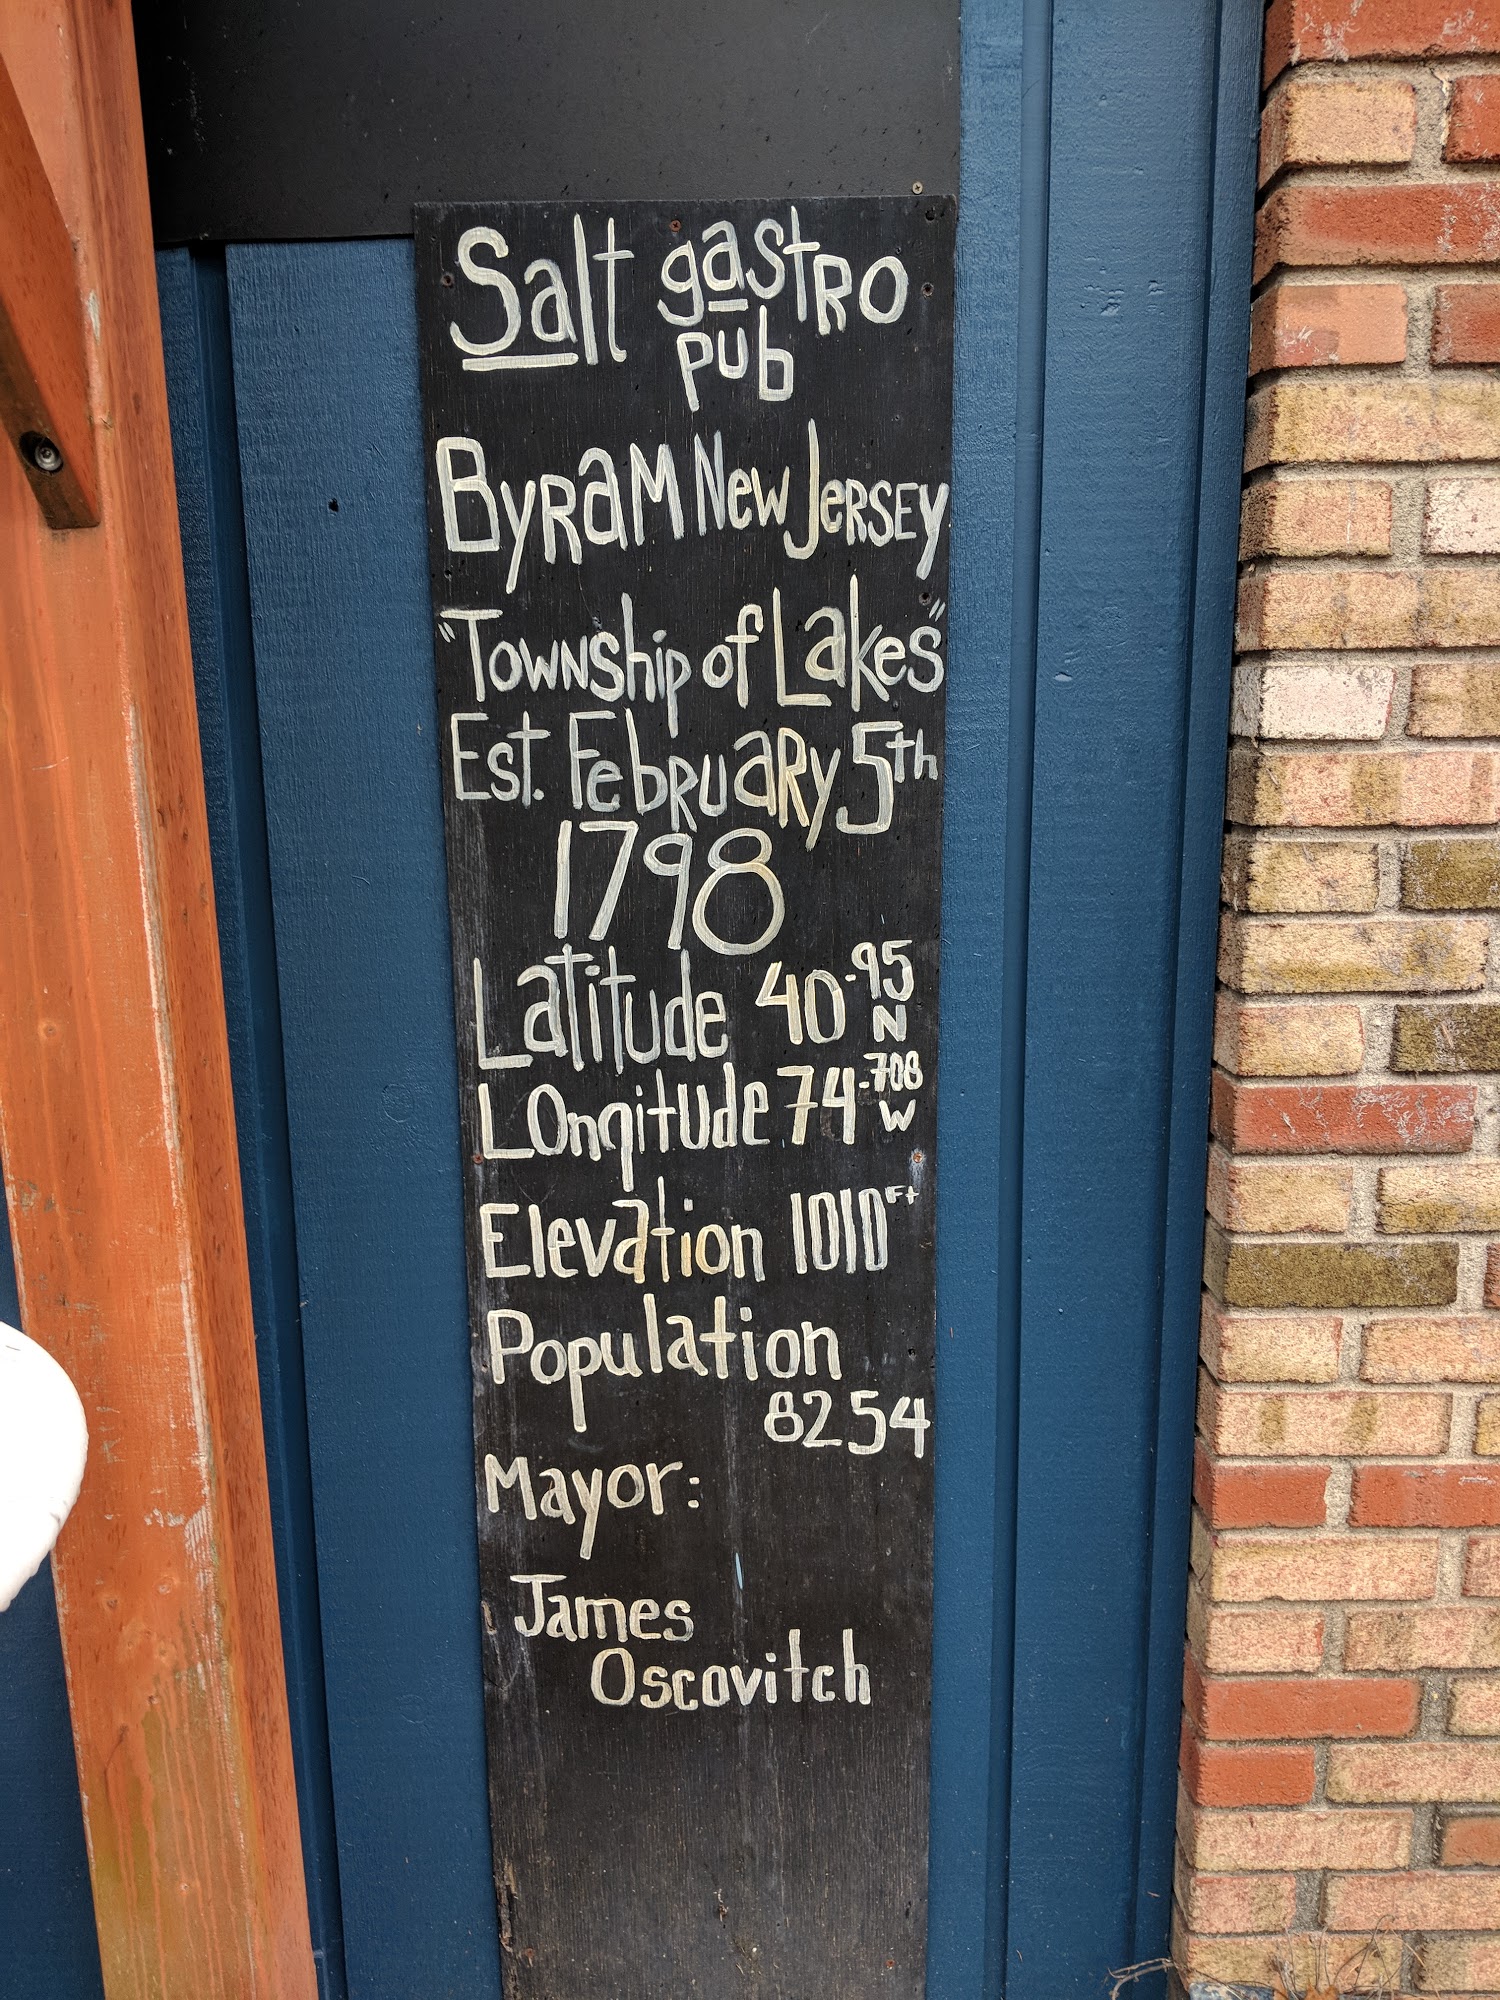 Salt gastRO
pub
ByRaM New JeRSEY
"Township of Lakes"
Est. February 5th
1798
Latitude 40.95
N
Longitude 74.708
W
Elevation 1010 Ft
Population
8254
Mayor:
James
Oscovitch